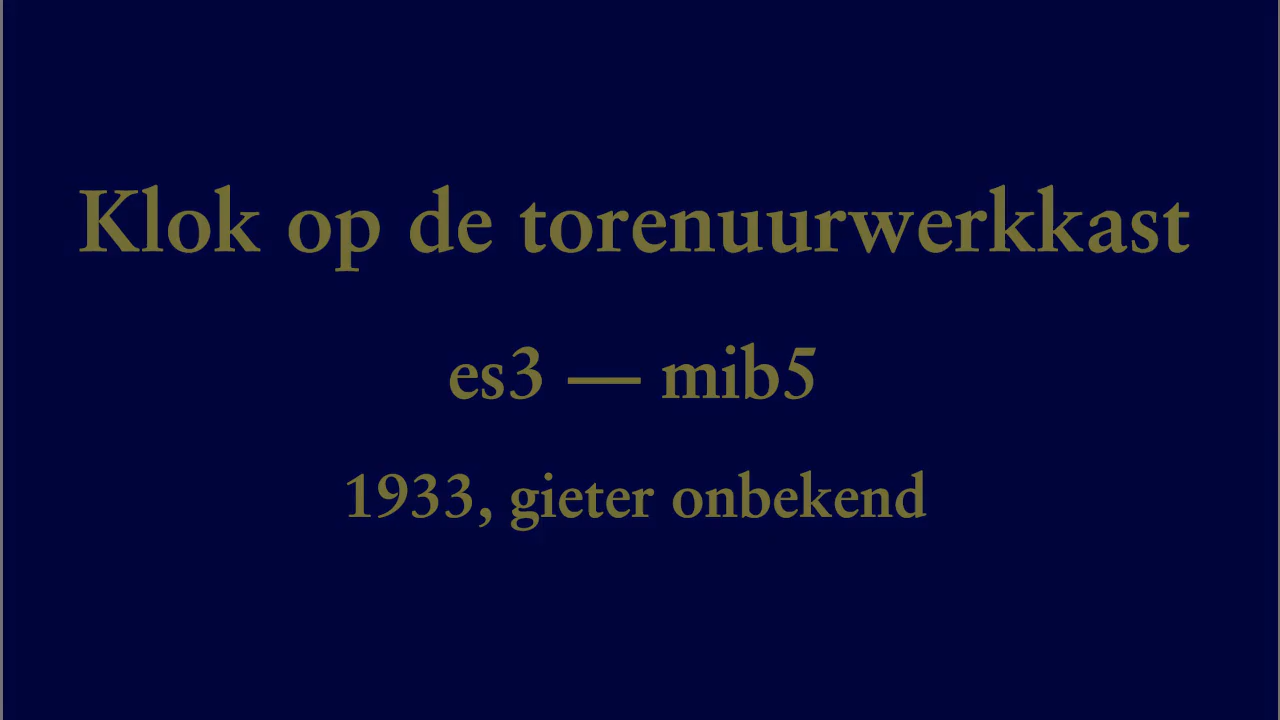 Klok op de torenuurwerkkast
es3 — mib5
1933, gieter onbekend